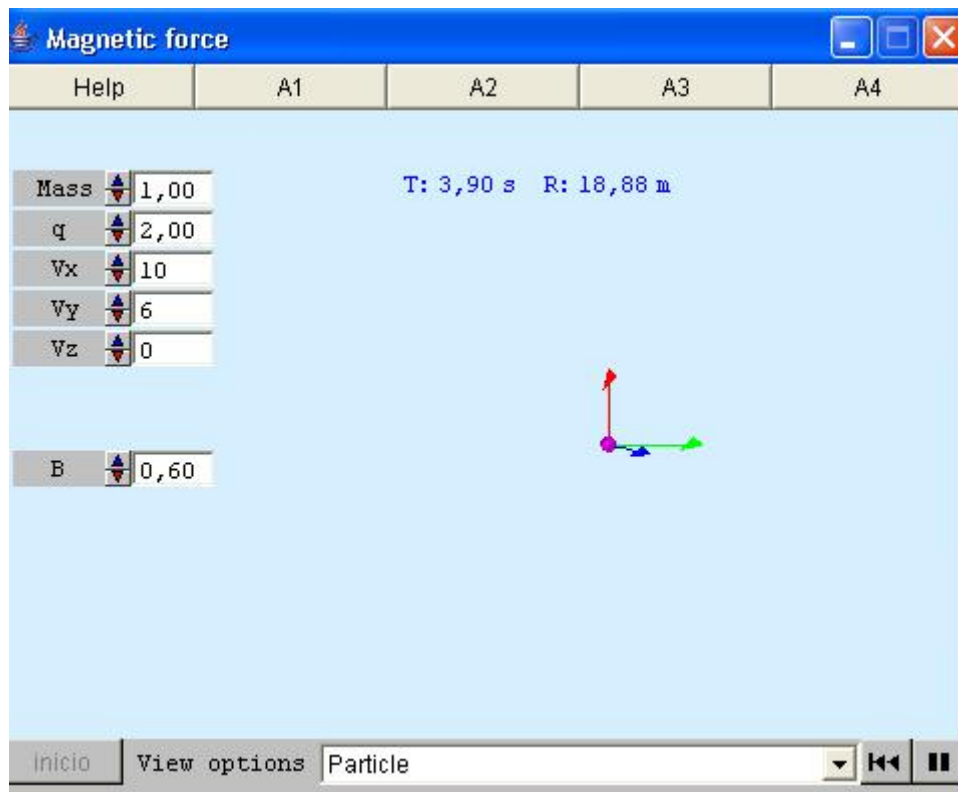 Magnetic force
Help A1 A2 A3 A4
T: 3,90 s R: 18,88 m
Mass 1,00
q 2,00
Vx 10
Vy 6
Vz 0
B 0,60
Inicio View options Particle